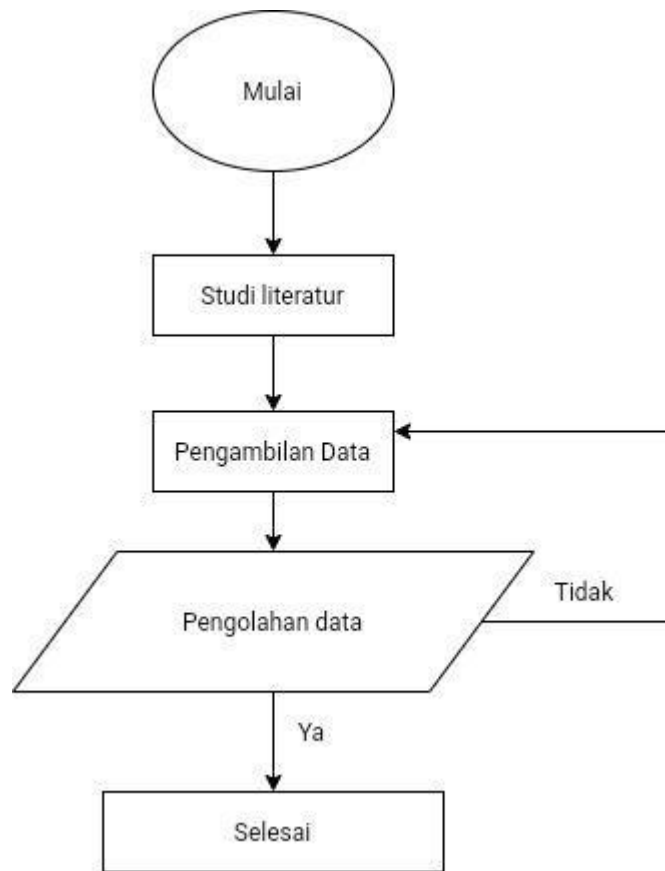 Mulai
Studi literatur
Pengambilan Data
Pengolahan data
Tidak
Ya
Selesai